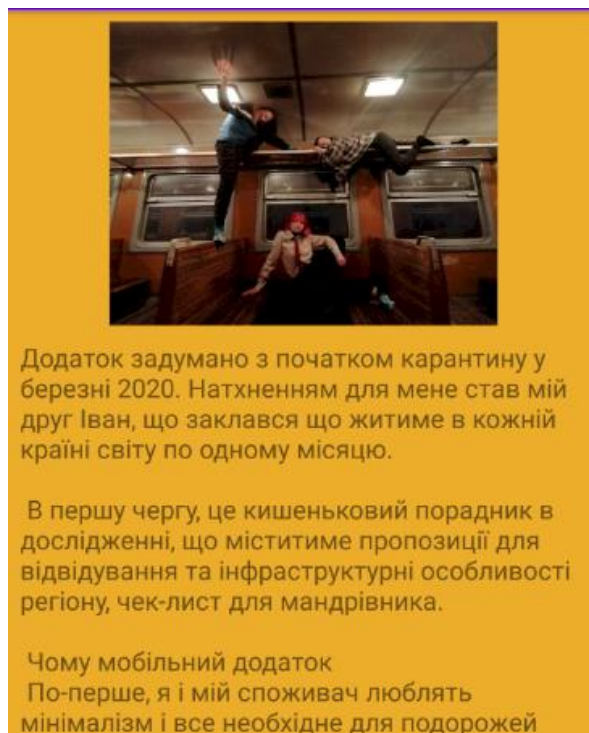 Додаток задумано з початком карантину у
березні 2020. Натхненням для мене став мій
друг Іван, що заклався що житиме в кожній
країні світу по одному місяцю.
В першу чергу, це кишеньковий порадник в
дослідженні, що міститиме пропозиції для
відвідування та інфраструктурні особливості
регіону, чек-лист для мандрівника.
Чому мобільний додаток
По-перше, я і мій споживач люблять
мінімалізм і все необхідне для подорожей